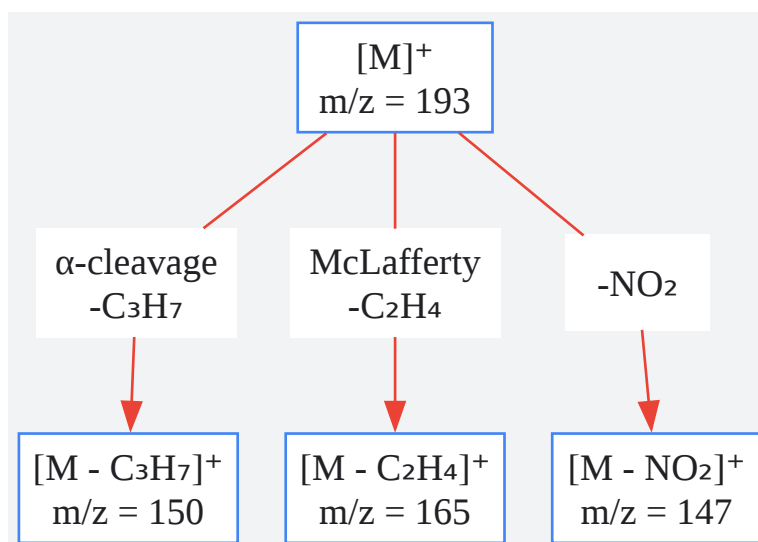 [M]⁺
m/z = 193
α-cleavage
-C₃H₇
McLafferty
-C₂H₄
-NO₂
[M - C₃H₇]⁺
m/z = 150
[M - C₂H₄]⁺
m/z = 165
[M - NO₂]⁺
m/z = 147